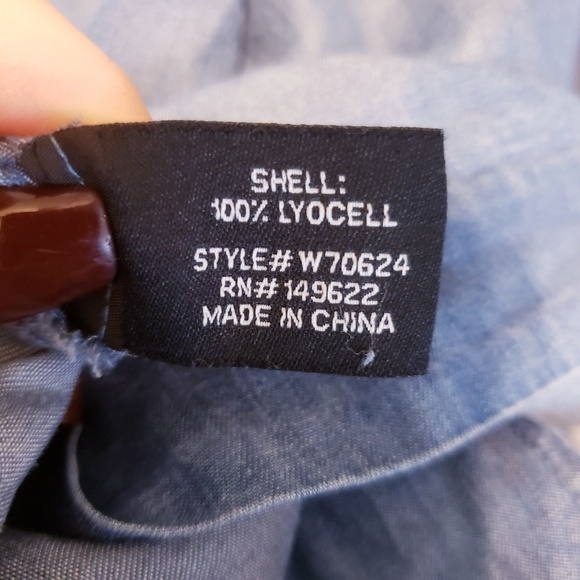 SHELL:
100% LYOCELL
STYLE# W70624
RN# 149622
MADE IN CHINA